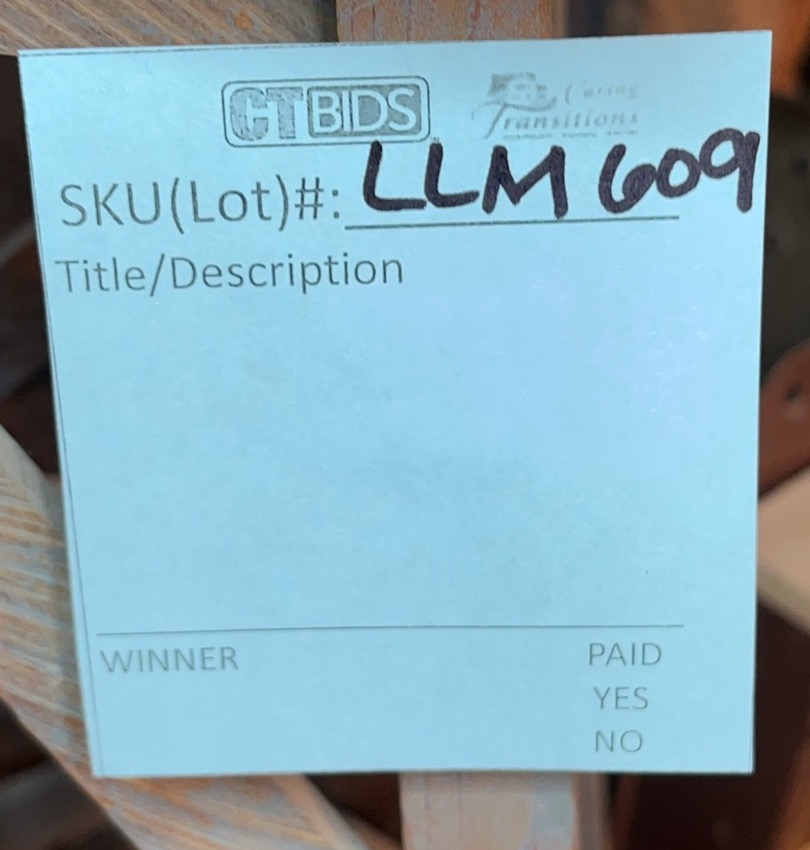 CTBIDS
Caring
Transitions
SKU(Lot)#: LLM 609
Title/Description
WINNER
PAID
YES
NO